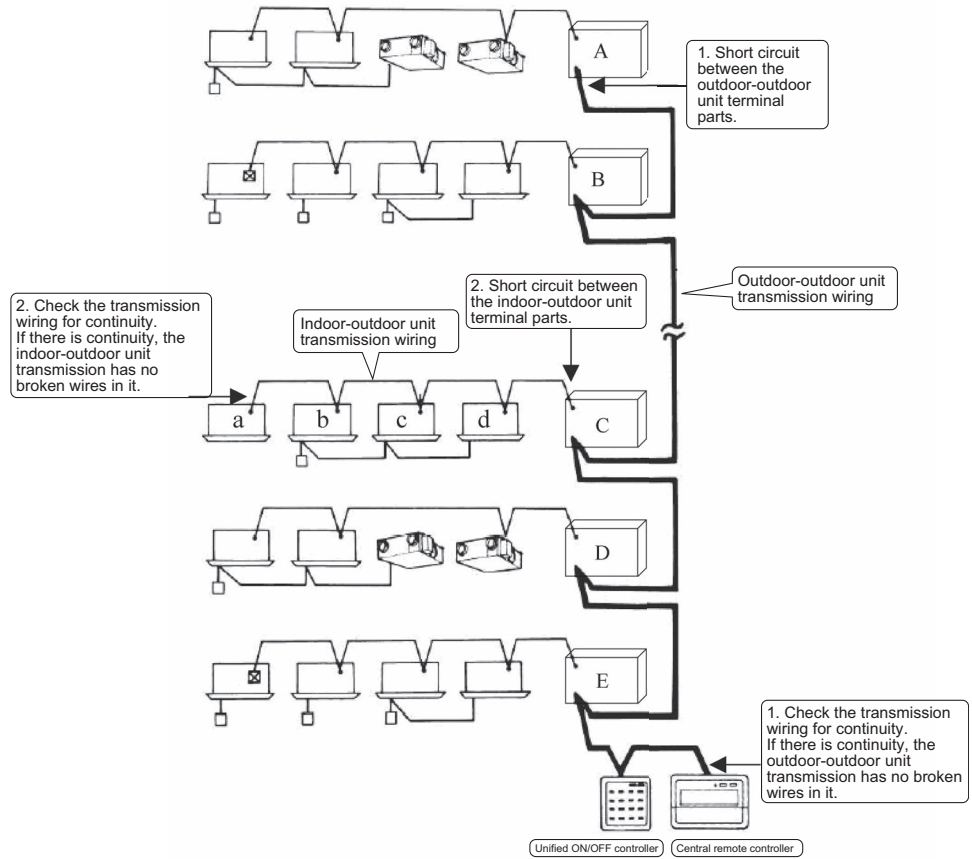 A
1. Short circuit
between the
outdoor-outdoor
unit terminal
parts.
B
Outdoor-outdoor unit
transmission wiring
2. Short circuit between
the indoor-outdoor unit
terminal parts.
2. Check the transmission
wiring for continuity.
If there is continuity, the
indoor-outdoor unit
transmission has no
broken wires in it.
Indoor-outdoor unit
transmission wiring
a
b
c
d
C
D
E
1. Check the transmission
wiring for continuity.
If there is continuity, the
outdoor-outdoor unit
transmission has no broken
wires in it.
Unified ON/OFF controller
Central remote controller